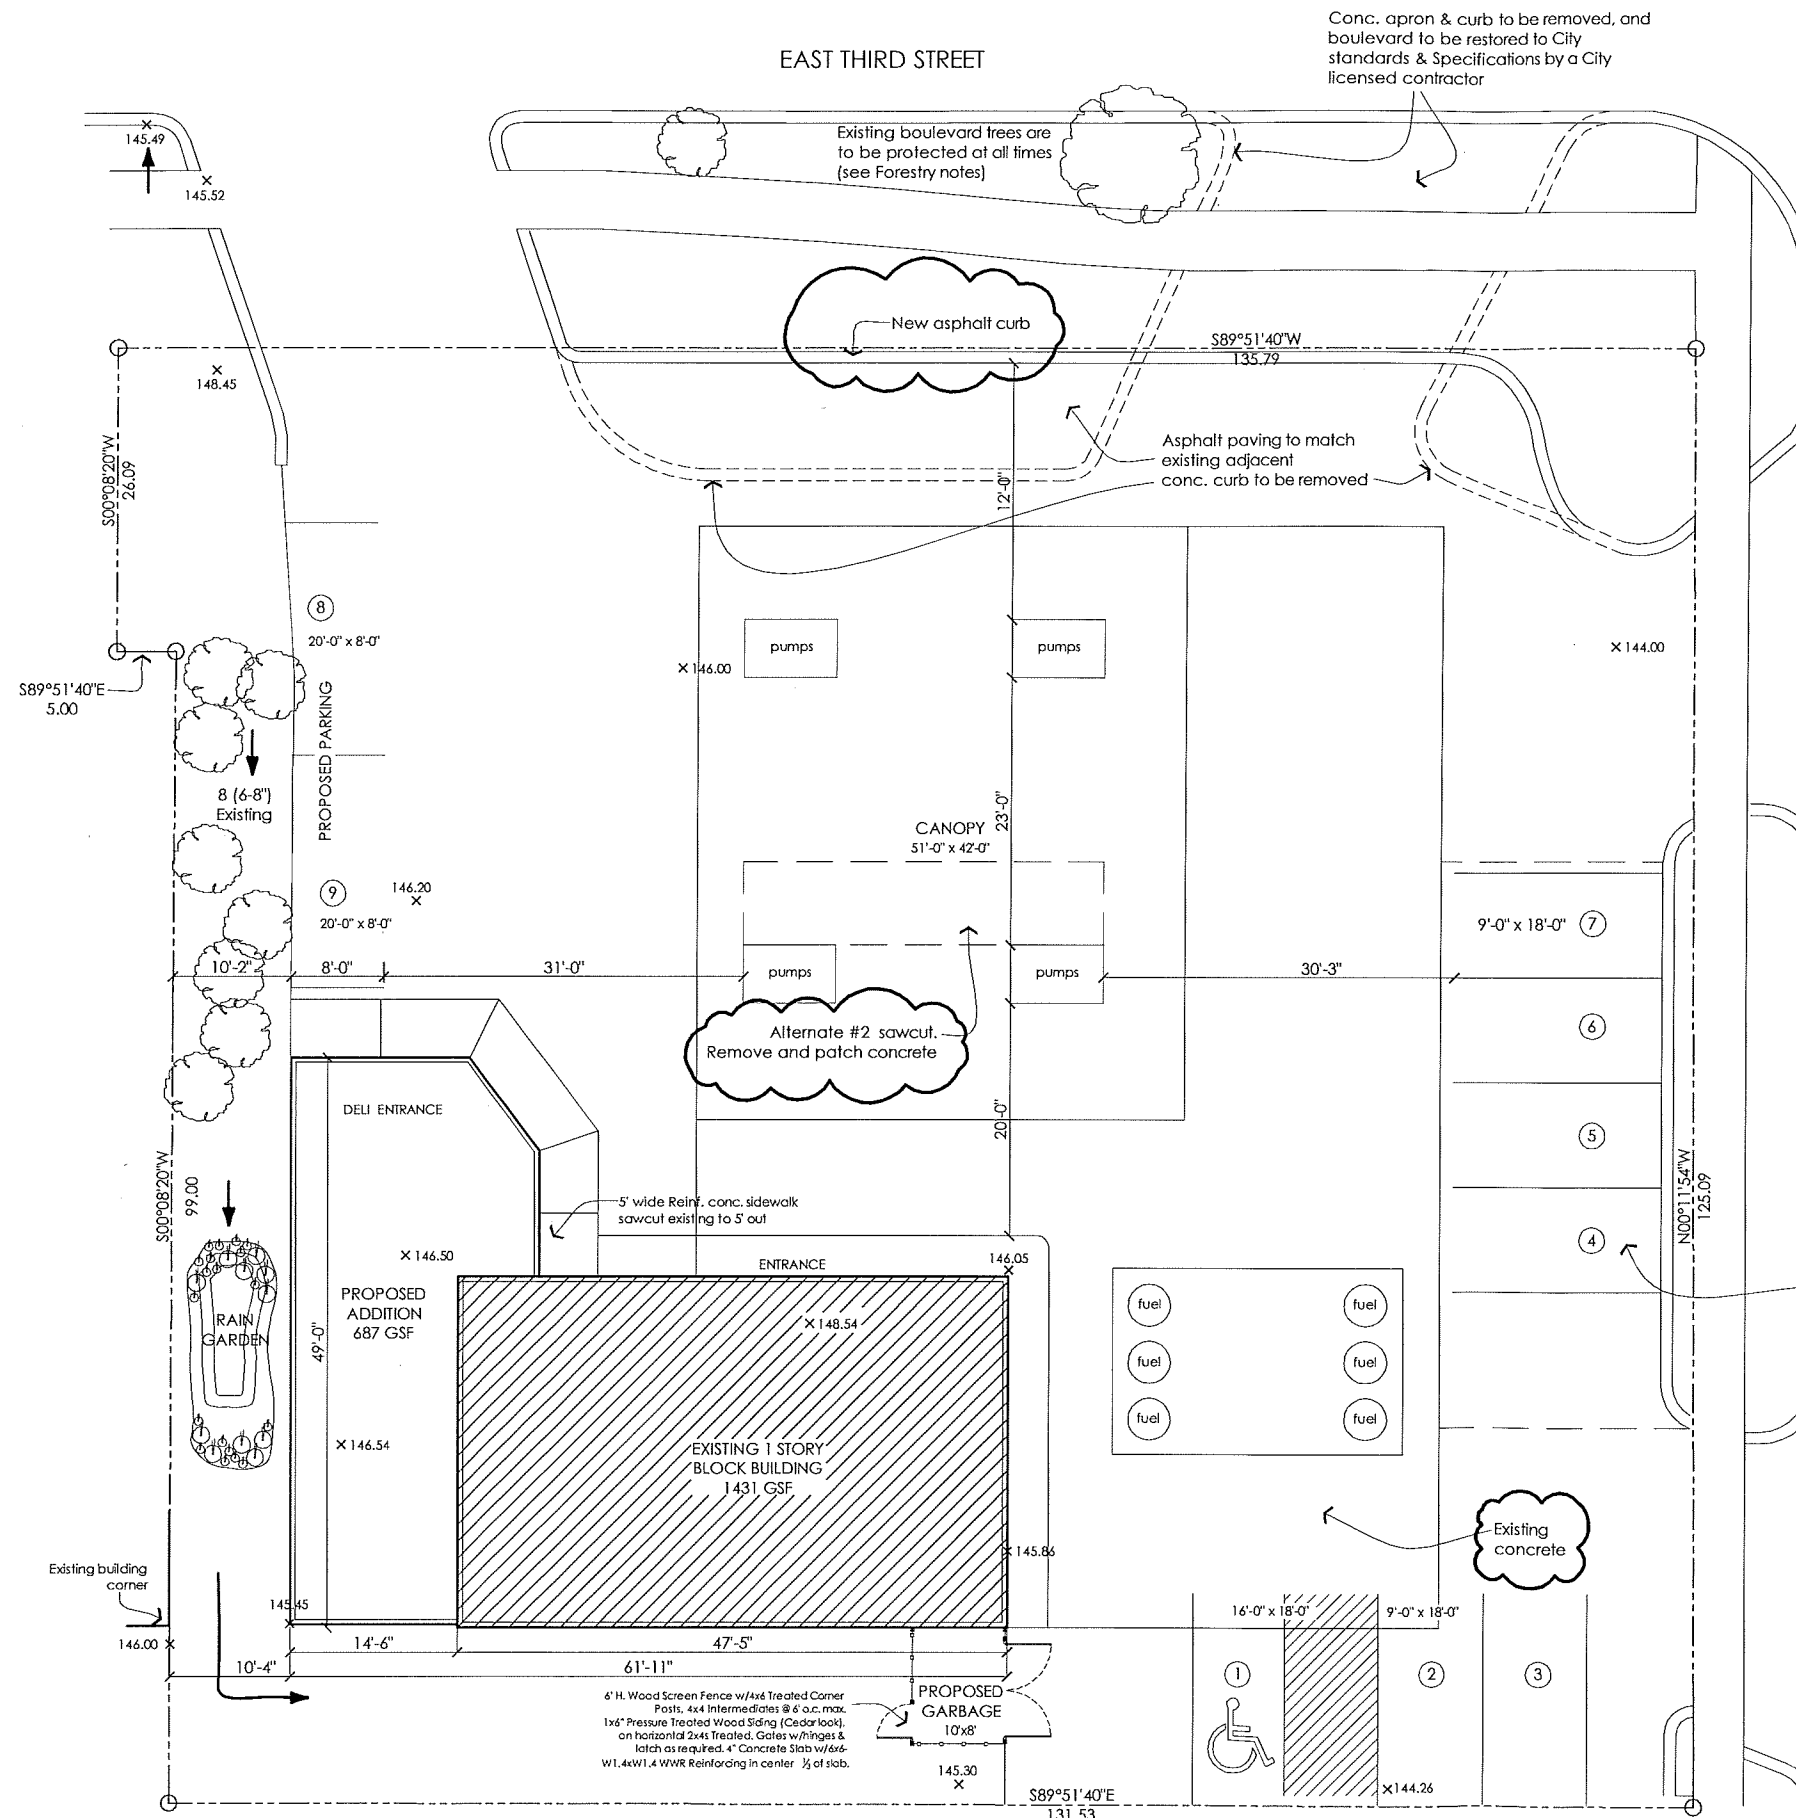 Conc. apron & curb to be removed, and
boulevard to be restored to City
standards & Specifications by a City
licensed contractor
EAST THIRD STREET
145.49
145.52
Existing boulevard trees are
to be protected at all times
(see Forestry notes)
New asphalt curb
S89°51'40"W
135.79
148.45
S00°08'20"W
26.09
Asphalt paving to match
existing adjacent
conc. curb to be removed
12'-0"
8
20'-0" x 8'-0"
pumps
pumps
146.00
144.00
S89°51'40"E
5.00
PROPOSED PARKING
8 (6-8")
Existing
23'-0"
CANOPY
51'-0" x 42'-0"
9
20'-0" x 8'-0"
146.20
9'-0" x 18'-0"
7
10'-2"
8'-0"
31'-0"
pumps
pumps
30'-3"
6
Alternate #2 sawcut.
Remove and patch concrete
DELI ENTRANCE
20'-0"
5
S00°08'20"W
99.00
N00°11'54"W
125.09
5' wide Reinf. conc. sidewalk
sawcut existing to 5' out
4
146.50
ENTRANCE
146.05
PROPOSED
ADDITION
687 GSF
RAIN
GARDEN
49'-0"
148.54
fuel
fuel
fuel
fuel
fuel
fuel
146.54
EXISTING 1 STORY
BLOCK BUILDING
1431 GSF
Existing
concrete
145.86
Existing building
corner
145.45
146.00
16'-0" x 18'-0"
9'-0" x 18'-0"
14'-6"
47'-5"
10'-4"
61'-11"
1
2
3
6' H. Wood Screen Fence w/4x6 Treated Corner
Posts, 4x4 Intermediates @ 6' o.c. max.
1x6" Pressure Treated Wood Siding (Cedar look),
on horizontal 2x4s Treated. Gates w/hinges &
latch as required. 4" Concrete Slab w/6x6-
W1.4xW1.4 WWR Reinforcing in center ⅓ of slab.
PROPOSED
GARBAGE
10'x8'
145.30
144.26
S89°51'40"E
131.53